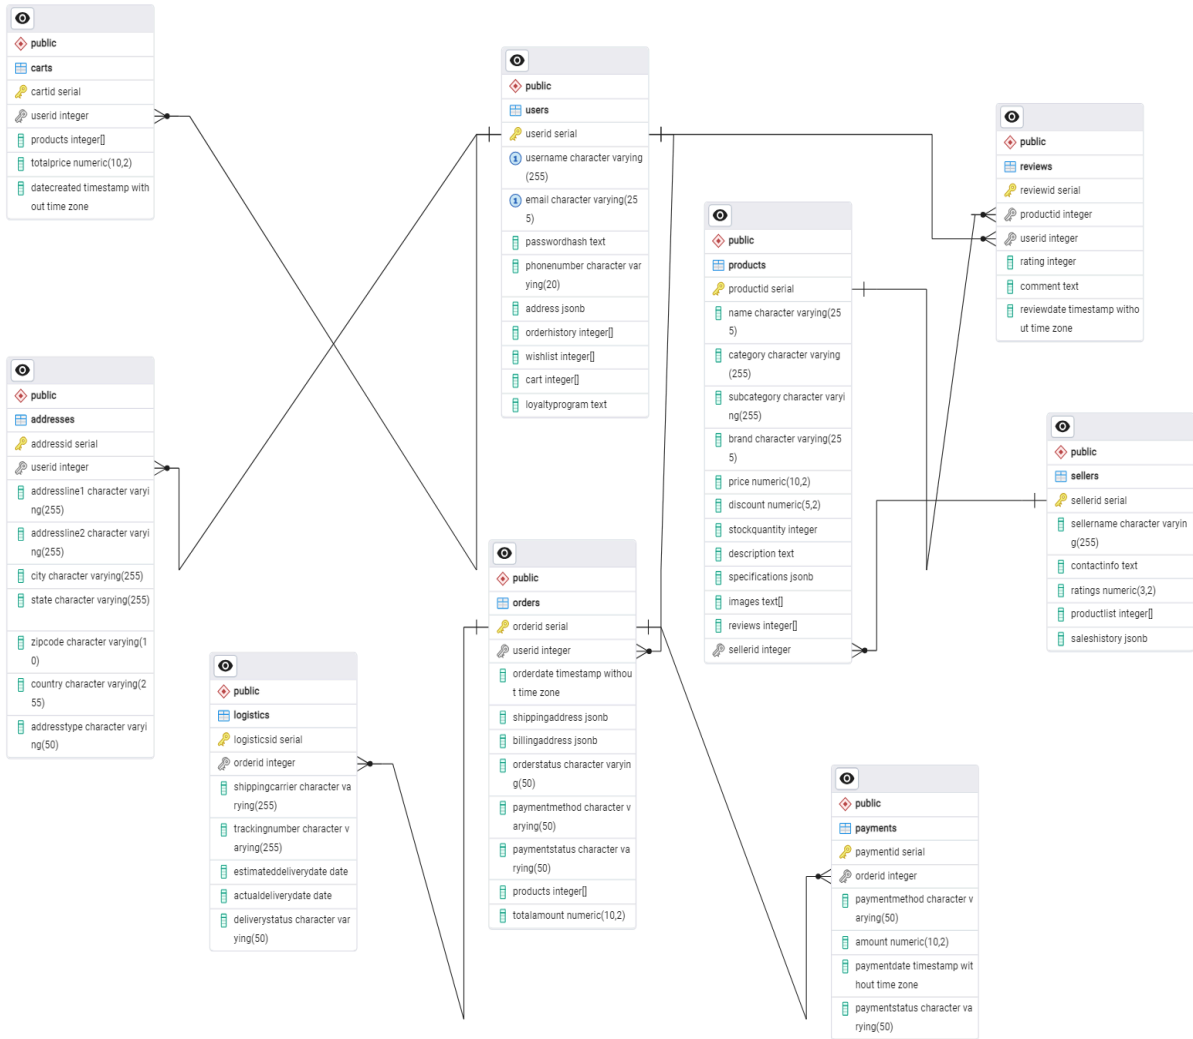 public
carts
cartid serial
userid integer
products integer[]
totalprice numeric(10,2)
datecreated timestamp with
out time zone
public
users
userid serial
username character varying
(255)
email character varying(25
5)
passwordhash text
phonenumber character var
ying(20)
address jsonb
orderhistory integer[]
wishlist integer[]
cart integer[]
loyaltyprogram text
public
reviews
reviewid serial
productid integer
userid integer
rating integer
comment text
reviewdate timestamp witho
ut time zone
public
products
productid serial
name character varying(25
5)
category character varying
(255)
subcategory character varyi
ng(255)
brand character varying(25
5)
price numeric(10,2)
discount numeric(5,2)
stockquantity integer
description text
specifications jsonb
images text[]
reviews integer[]
sellerid integer
public
addresses
addressid serial
userid integer
addressline1 character varyi
ng(255)
addressline2 character varyi
ng(255)
city character varying(255)
state character varying(255)
zipcode character varying(1
0)
country character varying(2
55)
addresstype character varyi
ng(50)
public
sellers
sellerid serial
sellername character varyin
g(255)
contactinfo text
ratings numeric(3,2)
productlist integer[]
saleshistory jsonb
public
orders
orderid serial
userid integer
orderdate timestamp withou
t time zone
shippingaddress jsonb
billingaddress jsonb
orderstatus character varyin
g(50)
paymentmethod character v
arying(50)
paymentstatus character va
rying(50)
products integer[]
totalamount numeric(10,2)
public
logistics
logisticsid serial
orderid integer
shippingcarrier character va
rying(255)
trackingnumber character v
arying(255)
estimateddeliverydate date
actualdeliverydate date
deliverystatus character var
ying(50)
public
payments
paymentid serial
orderid integer
paymentmethod character v
arying(50)
amount numeric(10,2)
paymentdate timestamp wit
hout time zone
paymentstatus character va
rying(50)